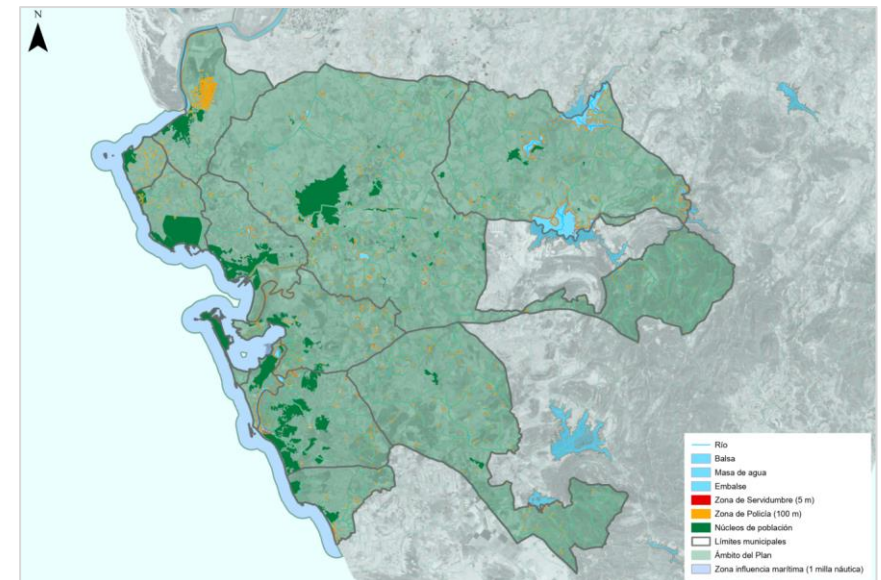 N
Río
Balsa
Masa de agua
Embalse
Zona de Servidumbre (5 m)
Zona de Policía (100 m)
Núcleos de población
Límites municipales
Ámbito del Plan
Zona influencia marítima (1 milla náutica)